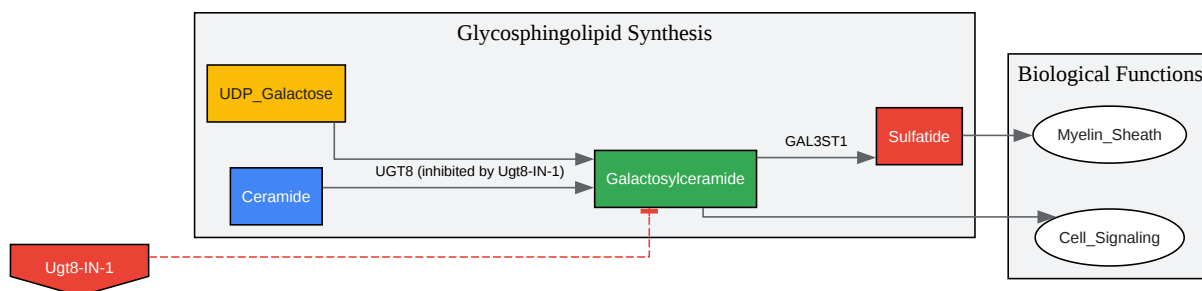 Glycosphingolipid Synthesis
Biological Functions
UDP_Galactose
Myelin_Sheath
Sulfatide
GAL3ST1
UGT8 (inhibited by Ugt8-IN-1)
Galactosylceramide
Ceramide
Cell_Signaling
Ugt8-IN-1